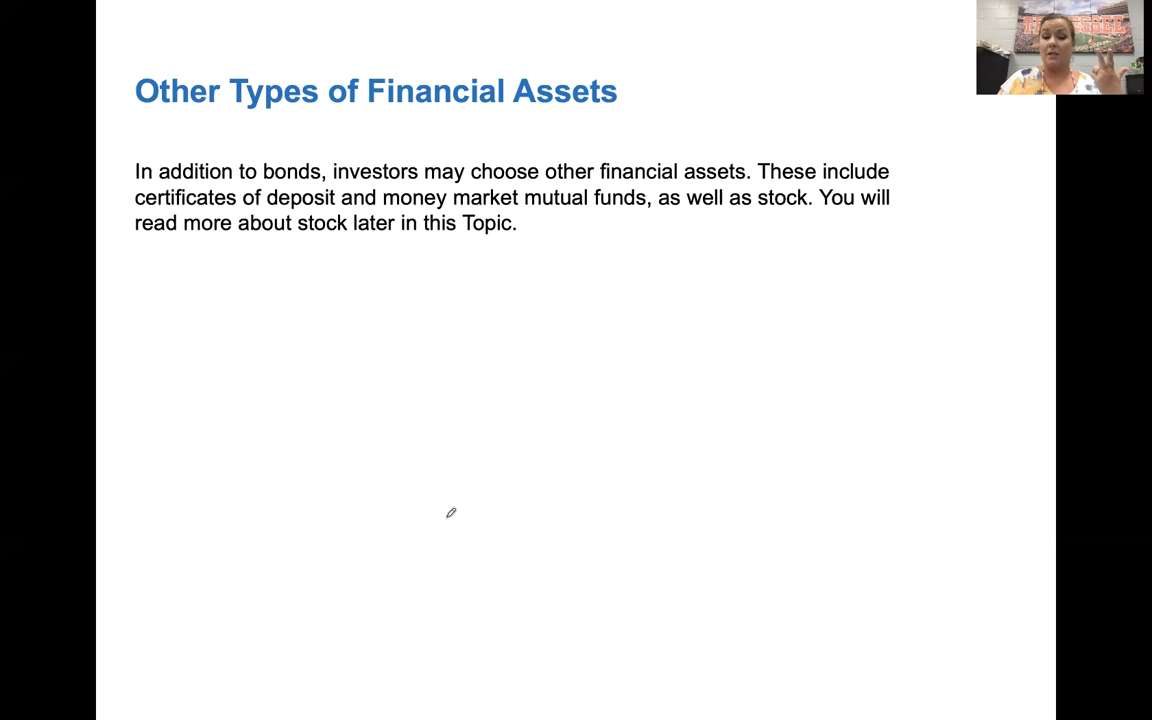 Other Types of Financial Assets
In addition to bonds, investors may choose other financial assets. These include
certificates of deposit and money market mutual funds, as well as stock. You will
read more about stock later in this Topic.